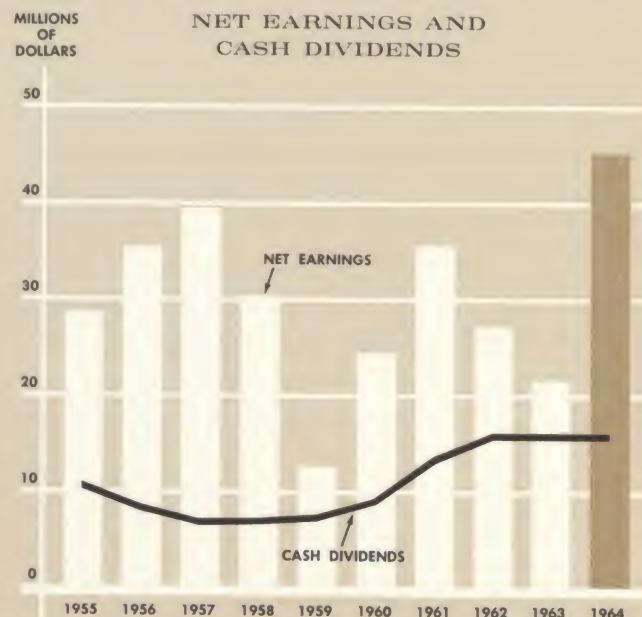 MILLIONS
OF
DOLLARS
NET EARNINGS AND
CASH DIVIDENDS
50
40
NET EARNINGS
30
20
10
CASH DIVIDENDS
0
1955 1956 1957 1958 1959 1960 1961 1962 1963 1964